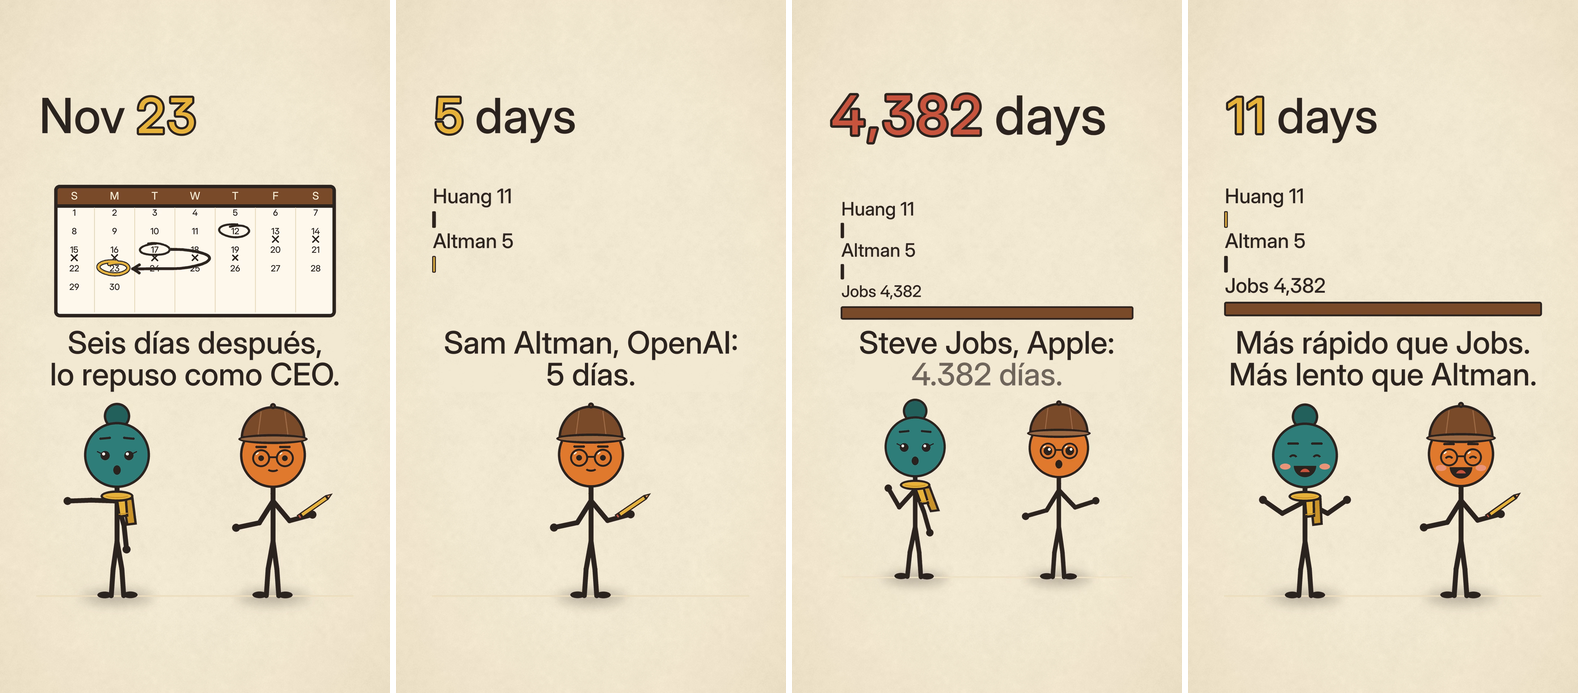 Nov 23
S M T W T F S
1 2 3 4 5 6 7
8 9 10 11 12 13 14
15 16 17 18 19 20 21
22 23 24 25 26 27 28
29 30
Seis días después,
lo repuso como CEO.
5 days
Huang 11
Altman 5
Sam Altman, OpenAI:
5 días.
4,382 days
Huang 11
Altman 5
Jobs 4,382
Steve Jobs, Apple:
4.382 días.
11 days
Huang 11
Altman 5
Jobs 4,382
Más rápido que Jobs.
Más lento que Altman.